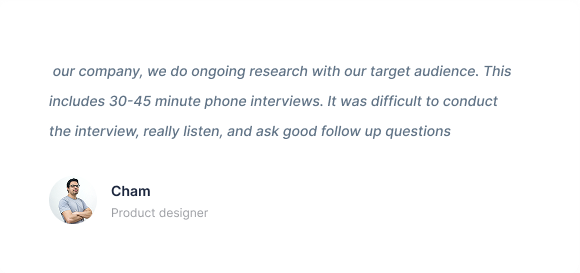 our company, we do ongoing research with our target audience. This
includes 30-45 minute phone interviews. It was difficult to conduct
the interview, really listen, and ask good follow up questions
Cham
Product designer